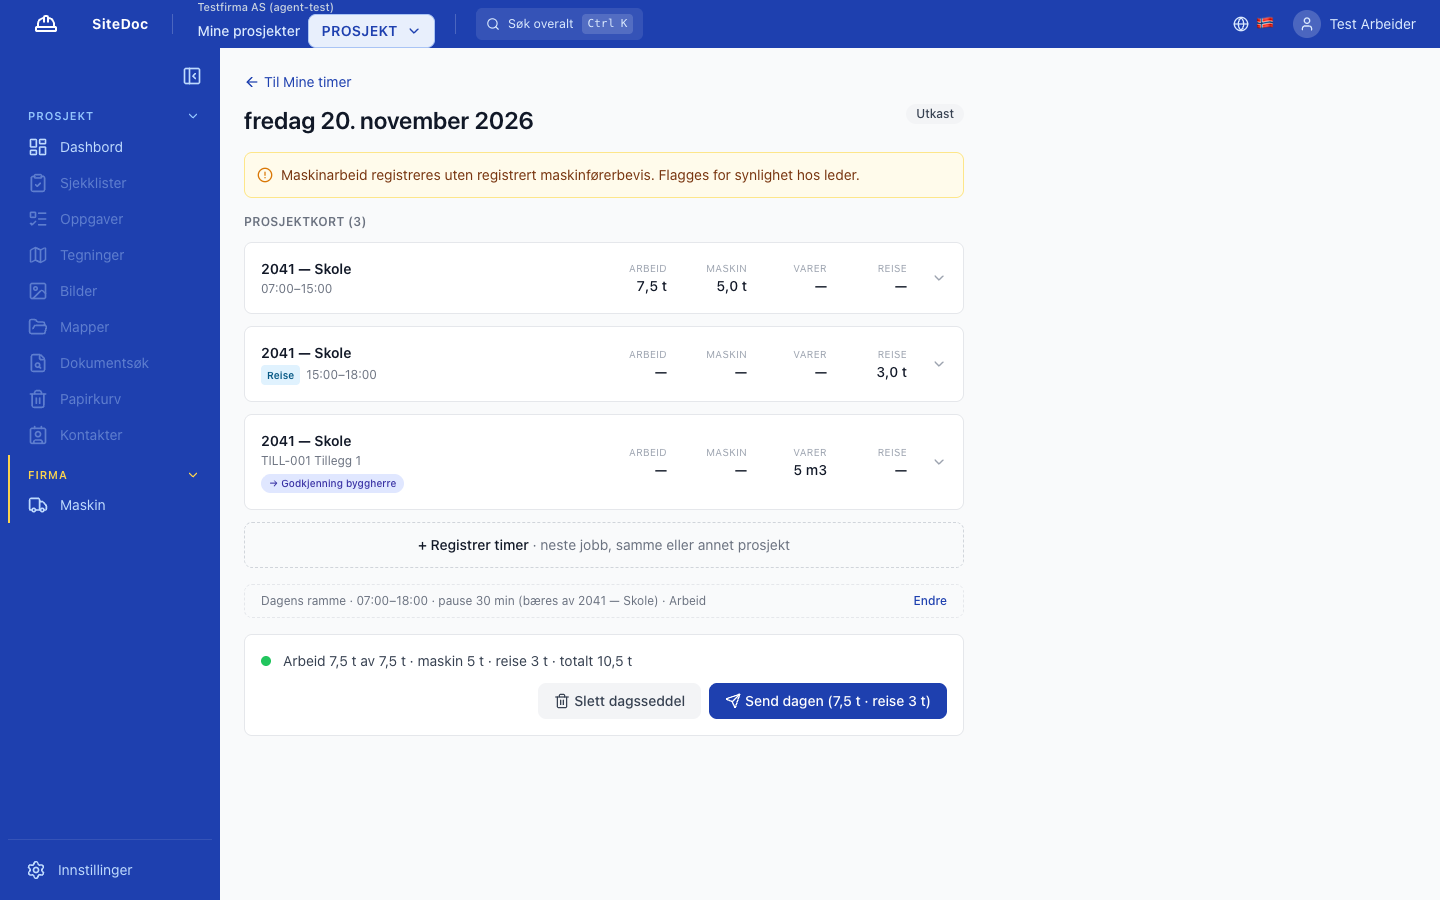 SiteDoc
Testfirma AS (agent-test)
Mine prosjekter
PROSJEKT
Søk overalt Ctrl K
Test Arbeider
PROSJEKT
Dashbord
Sjekklister
Oppgaver
Tegninger
Bilder
Mapper
Dokumentsøk
Papirkurv
Kontakter
FIRMA
Maskin
Innstillinger
← Til Mine timer
fredag 20. november 2026
Utkast
Maskinarbeid registreres uten registrert maskinførerbevis. Flagges for synlighet hos leder.
PROSJEKTKORT (3)
2041 — Skole
07:00–15:00
ARBEID MASKIN VARER REISE
7,5 t 5,0 t — —
2041 — Skole
Reise 15:00–18:00
ARBEID MASKIN VARER REISE
— — — 3,0 t
2041 — Skole
TILL-001 Tillegg 1
→ Godkjenning byggherre
ARBEID MASKIN VARER REISE
— — 5 m3 —
+ Registrer timer · neste jobb, samme eller annet prosjekt
Dagens ramme · 07:00–18:00 · pause 30 min (bæres av 2041 — Skole) · Arbeid
Endre
Arbeid 7,5 t av 7,5 t · maskin 5 t · reise 3 t · totalt 10,5 t
Slett dagsseddel
Send dagen (7,5 t · reise 3 t)